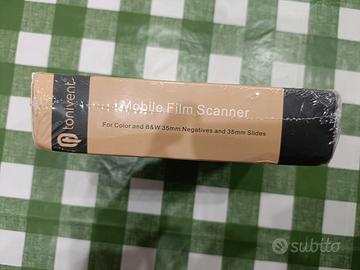 tonivent
Mobile Film Scanner
For Color and B&W 35mm Negatives and 35mm Slides
subito